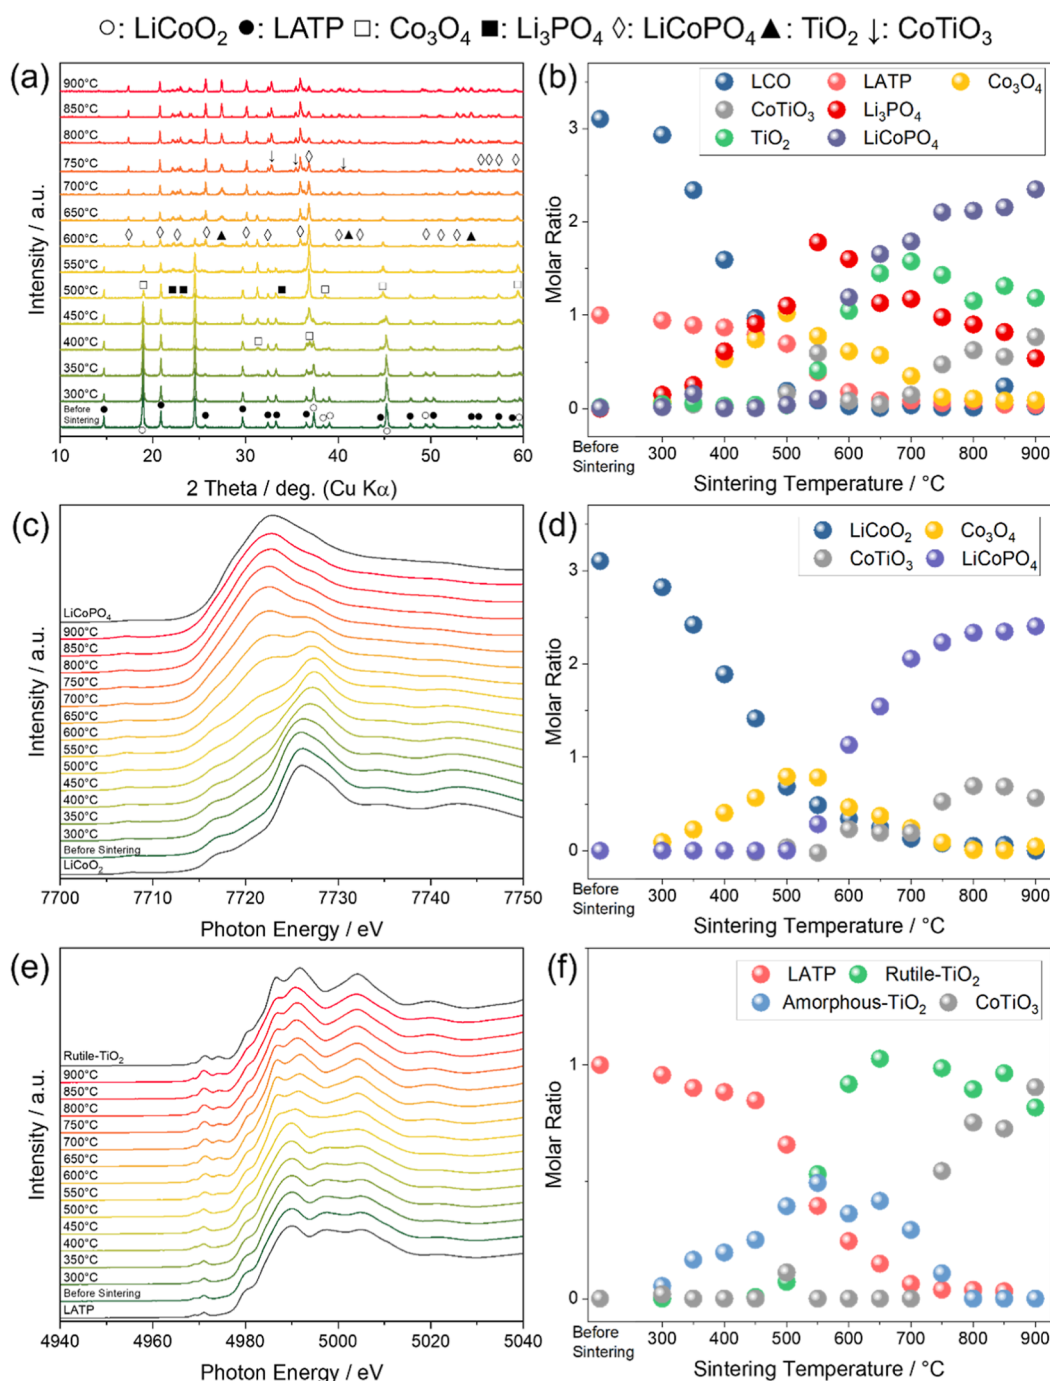 ○: LiCoO₂ ●: LATP □: Co₃O₄ ■: Li₃PO₄ ◊: LiCoPO₄ ▲: TiO₂ ↓: CoTiO₃
(a)
900°C
850°C
800°C
750°C
700°C
650°C
600°C
550°C
500°C
450°C
400°C
350°C
300°C
Before
Sintering
Intensity / a.u.
10 20 30 40 50 60
2 Theta / deg. (Cu Kα)
(b)
LCO LATP Co₃O₄
CoTiO₃ Li₃PO₄
TiO₂ LiCoPO₄
Molar Ratio
3
2
1
0
Before
Sintering
300 400 500 600 700 800 900
Sintering Temperature / °C
(c)
LiCoPO₄
900°C
850°C
800°C
750°C
700°C
650°C
600°C
550°C
500°C
450°C
400°C
350°C
300°C
Before Sintering
LiCoO₂
Intensity / a.u.
7700 7710 7720 7730 7740 7750
Photon Energy / eV
(d)
LiCoO₂ Co₃O₄
CoTiO₃ LiCoPO₄
Molar Ratio
3
2
1
0
Before
Sintering
300 400 500 600 700 800 900
Sintering Temperature / °C
(e)
Rutile-TiO₂
900°C
850°C
800°C
750°C
700°C
650°C
600°C
550°C
500°C
450°C
400°C
350°C
300°C
Before Sintering
LATP
Intensity / a.u.
4940 4960 4980 5000 5020 5040
Photon Energy / eV
(f)
LATP Rutile-TiO₂
Amorphous-TiO₂ CoTiO₃
Molar Ratio
1
0
Before
Sintering
300 400 500 600 700 800 900
Sintering Temperature / °C